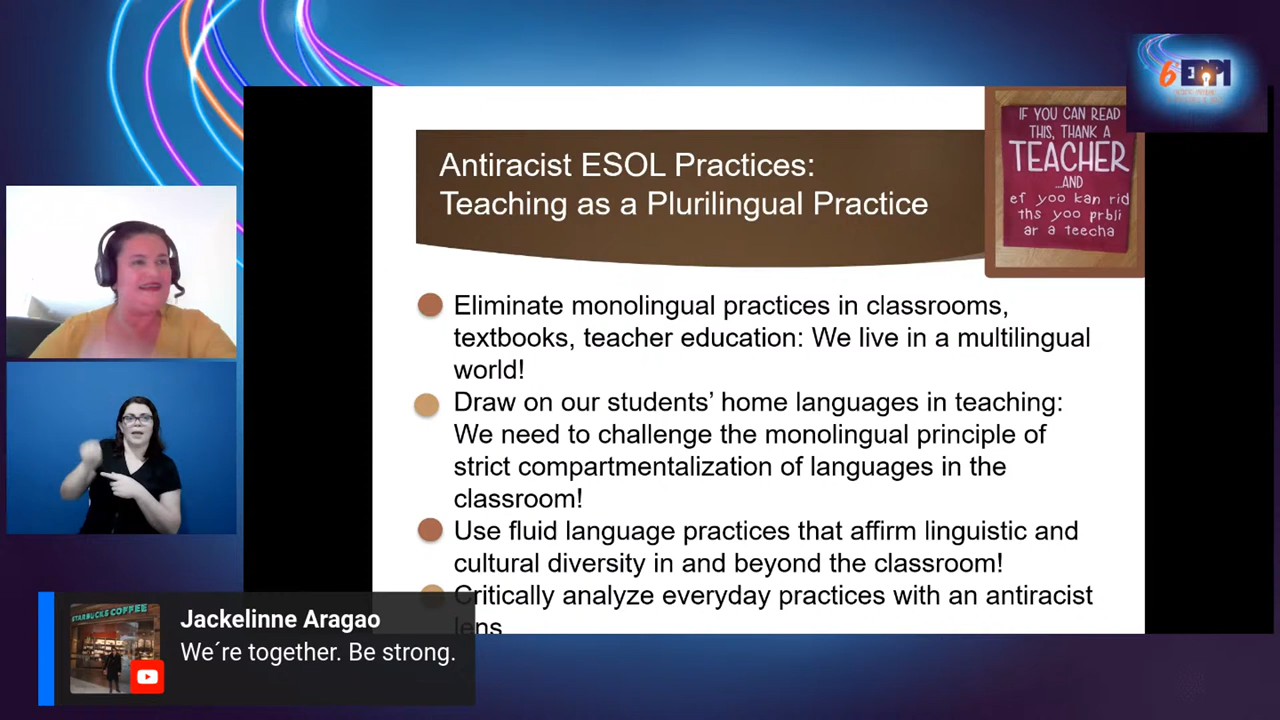 6 EPPI
IF YOU CAN READ
THIS, THANK A
TEACHER
...AND
ef yoo kan rid
ths yoo prbli
ar a teecha
Antiracist ESOL Practices:
Teaching as a Plurilingual Practice
Eliminate monolingual practices in classrooms,
textbooks, teacher education: We live in a multilingual
world!
Draw on our students’ home languages in teaching:
We need to challenge the monolingual principle of
strict compartmentalization of languages in the
classroom!
Use fluid language practices that affirm linguistic and
cultural diversity in and beyond the classroom!
Critically analyze everyday practices with an antiracist
lens
STARBUCKS COFFEE
Jackelinne Aragao
We´re together. Be strong.